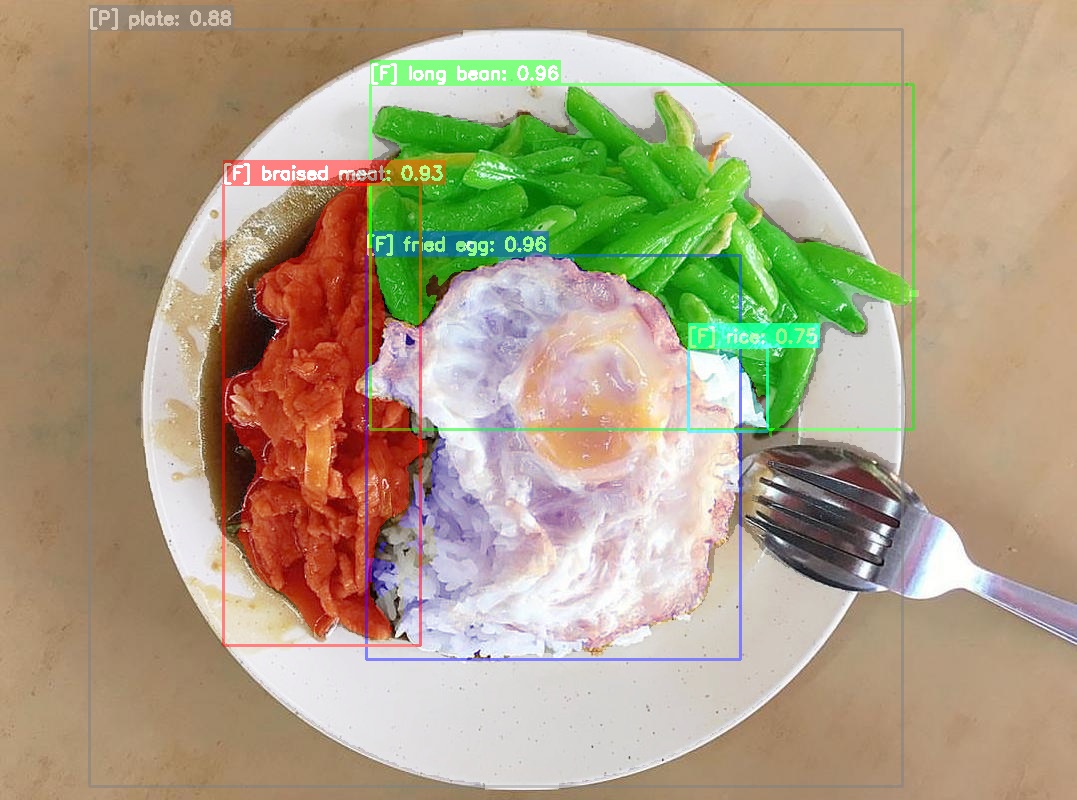 [P] plate: 0.88
[F] long bean: 0.96
[F] braised meat: 0.93
[F] fried egg: 0.96
[F] rice: 0.75